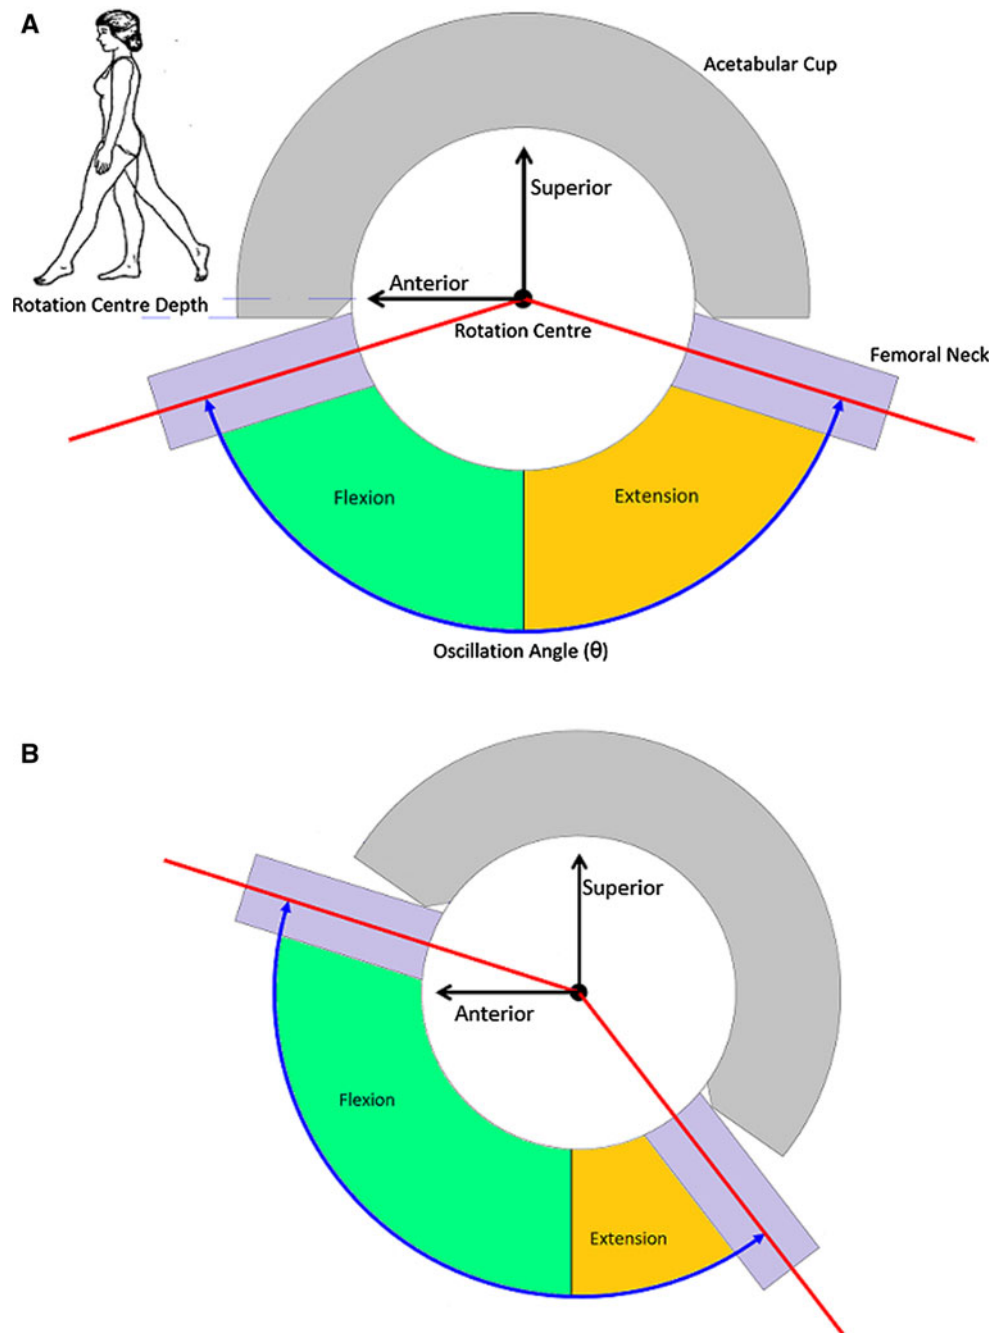 A
Acetabular Cup
Superior
Anterior
Rotation Centre Depth
Rotation Centre
Femoral Neck
Flexion
Extension
Oscillation Angle (θ)
B
Superior
Anterior
Flexion
Extension